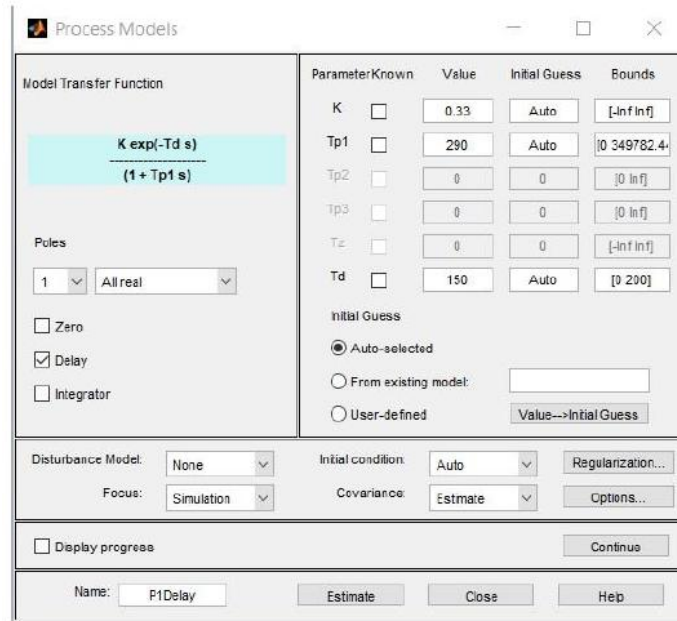 Process Models
Model Transfer Function
K exp(-Td s)
--------------------
(1 + Tp1 s)
Poles
1 All real
Zero
Delay
Integrator
Parameter Known Value Initial Guess Bounds
K 0.33 Auto [-Inf Inf]
Tp1 290 Auto [0 349782.4
Tp2 0 0 [0 Inf]
Tp3 0 0 [0 Inf]
Tz 0 0 [-Inf Inf]
Td 150 Auto [0 200]
Initial Guess
Auto-selected
From existing model:
User-defined Value-->Initial Guess
Disturbance Model: None Initial condition: Auto Regularization...
Focus: Simulation Covariance: Estimate Options...
Display progress Continue
Name: P1Delay Estimate Close Help